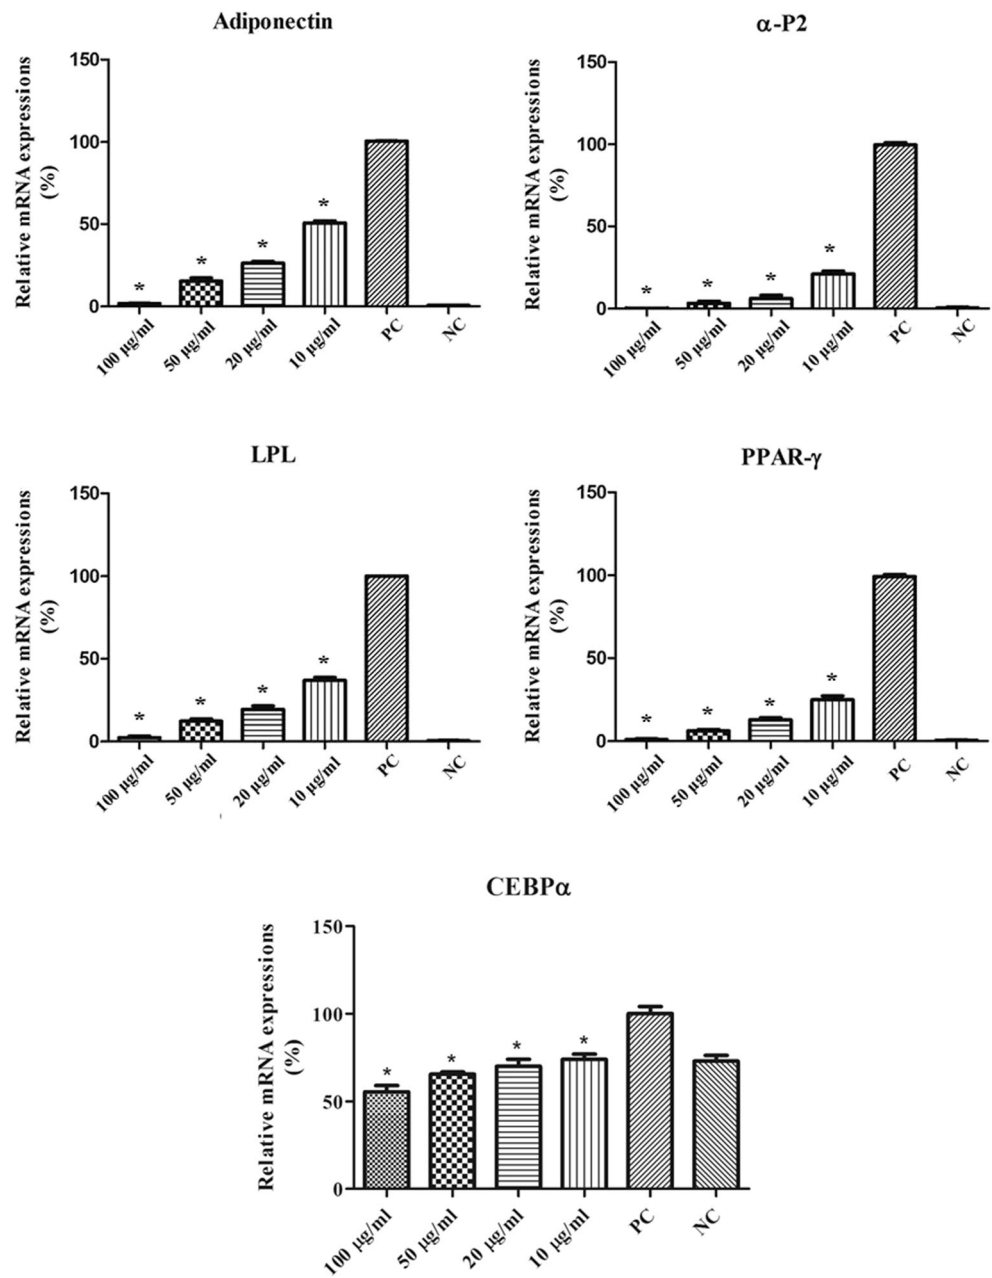 Adiponectin
Relative mRNA expressions
(%)
150
100
50
0
*
*
*
*
100 µg/ml
50 µg/ml
20 µg/ml
10 µg/ml
PC
NC
α-P2
Relative mRNA expressions
(%)
150
100
50
0
*
*
*
*
100 µg/ml
50 µg/ml
20 µg/ml
10 µg/ml
PC
NC
LPL
Relative mRNA expressions
(%)
150
100
50
0
*
*
*
*
100 µg/ml
50 µg/ml
20 µg/ml
10 µg/ml
PC
NC
PPAR-γ
Relative mRNA expressions
(%)
150
100
50
0
*
*
*
*
100 µg/ml
50 µg/ml
20 µg/ml
10 µg/ml
PC
NC
CEBPα
Relative mRNA expressions
(%)
150
100
50
0
*
*
*
*
100 µg/ml
50 µg/ml
20 µg/ml
10 µg/ml
PC
NC